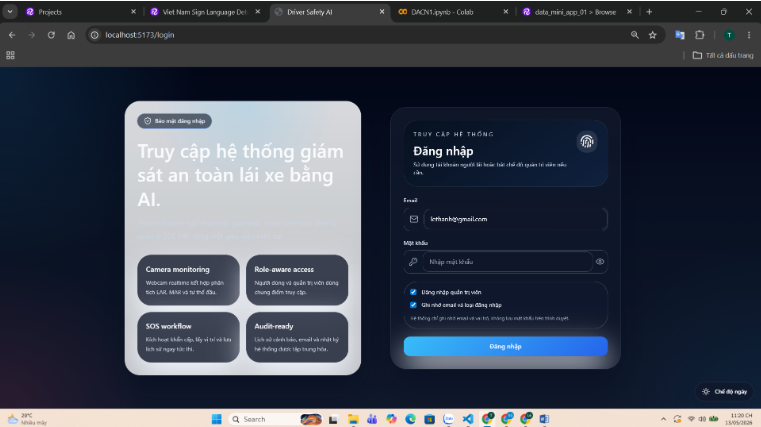 Projects
Viet Nam Sign Language Det
Driver Safety AI
DACN1.ipynb - Colab
data_mini_app_01 > Browse
localhost:5173/login
T
Tất cả dấu trang
Bảo mật đăng nhập
Truy cập hệ thống giám
sát an toàn lái xe bằng
AI.
Camera monitoring
Webcam realtime kết hợp phân
tích EAR, MAR và tư thế đầu.
Role-aware access
Người dùng và quản trị viên dùng
chung điểm truy cập.
SOS workflow
Kích hoạt khẩn cấp, lấy vị trí và lưu
lịch sử ngay tức thì.
Audit-ready
Lịch sử cảnh báo, email và nhật ký
hệ thống được tập trung hóa.
TRUY CẬP HỆ THỐNG
Đăng nhập
Sử dụng tài khoản người lái hoặc bật chế độ quản trị viên nếu
cần.
Email
lethanh@gmail.com
Mật khẩu
Nhập mật khẩu
Đăng nhập quản trị viên
Ghi nhớ email và loại đăng nhập
Hệ thống chỉ ghi nhớ email và vai trò, không lưu mật khẩu trên trình duyệt.
Đăng nhập
Chế độ ngày
29°C
Nhiều mây
Search
11:29 CH
13/05/2026